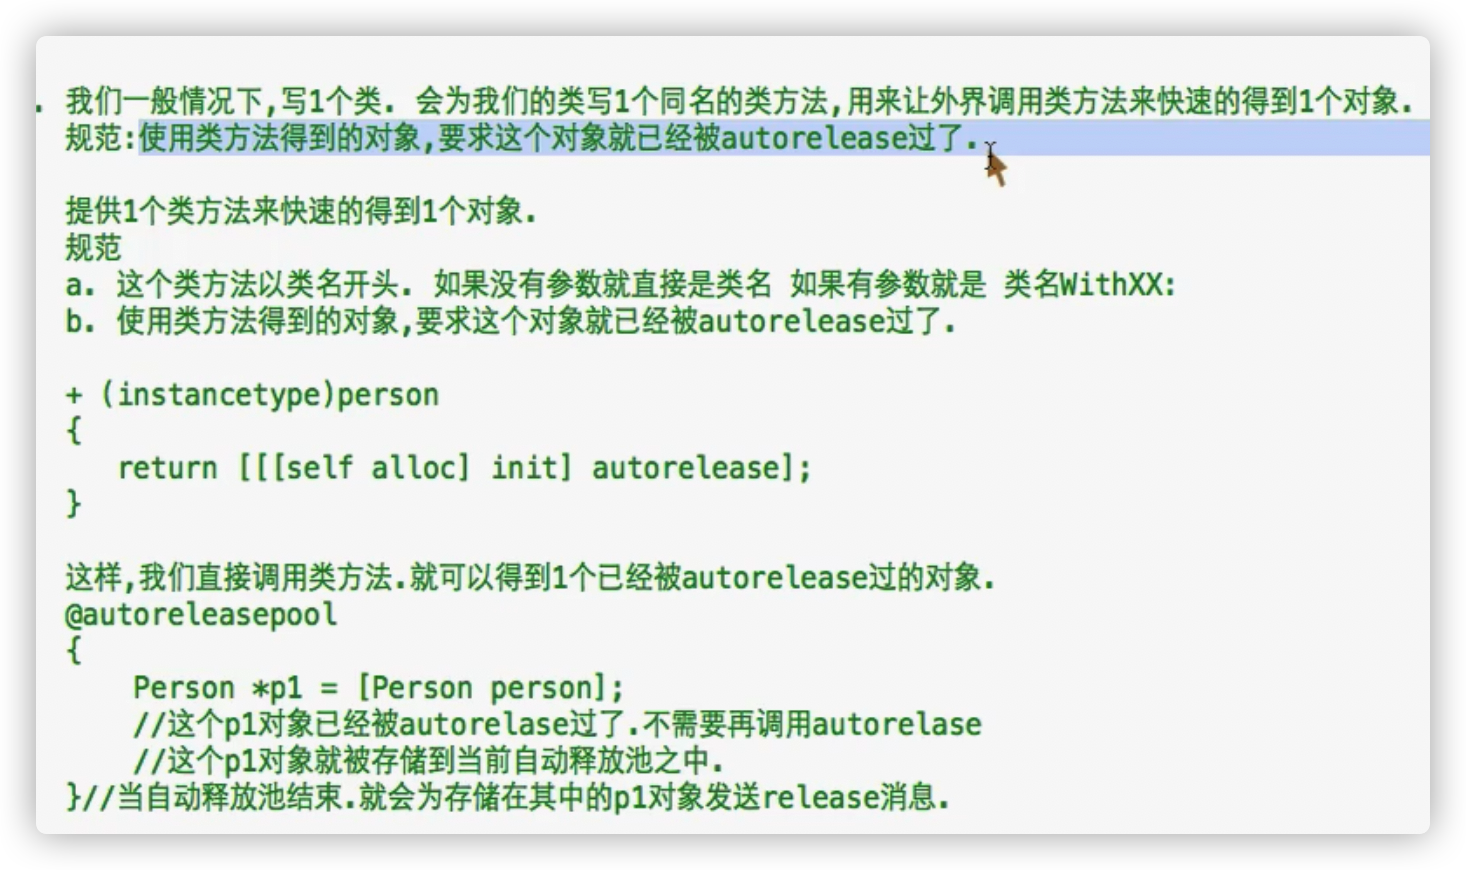 . 我们一般情况下,写1个类. 会为我们的类写1个同名的类方法,用来让外界调用类方法来快速的得到1个对象.
规范:使用类方法得到的对象,要求这个对象就已经被autorelease过了.
提供1个类方法来快速的得到1个对象.
规范
a. 这个类方法以类名开头. 如果没有参数就直接是类名 如果有参数就是 类名WithXX:
b. 使用类方法得到的对象,要求这个对象就已经被autorelease过了.
+ (instancetype)person
{
return [[[self alloc] init] autorelease];
}
这样,我们直接调用类方法.就可以得到1个已经被autorelease过的对象.
@autoreleasepool
{
Person *p1 = [Person person];
//这个p1对象已经被autorelase过了.不需要再调用autorelase
//这个p1对象就被存储到当前自动释放池之中.
}//当自动释放池结束.就会为存储在其中的p1对象发送release消息.